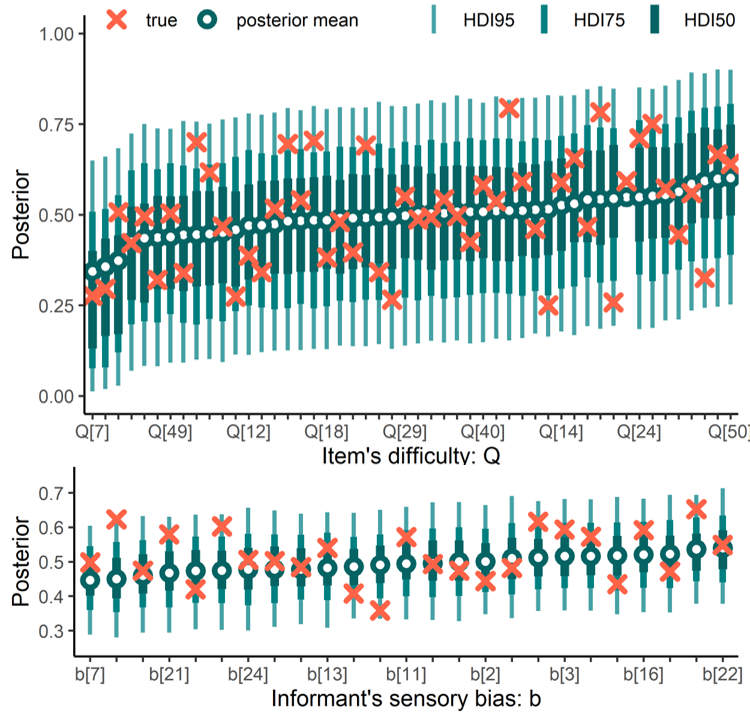 true posterior mean HDI95 HDI75 HDI50
1.00
0.75
0.50
0.25
0.00
Posterior
Q[7] Q[49] Q[12] Q[18] Q[29] Q[40] Q[14] Q[24] Q[50]
Item's difficulty: Q
0.7
0.6
0.5
0.4
0.3
Posterior
b[7] b[21] b[24] b[13] b[11] b[2] b[3] b[16] b[22]
Informant's sensory bias: b